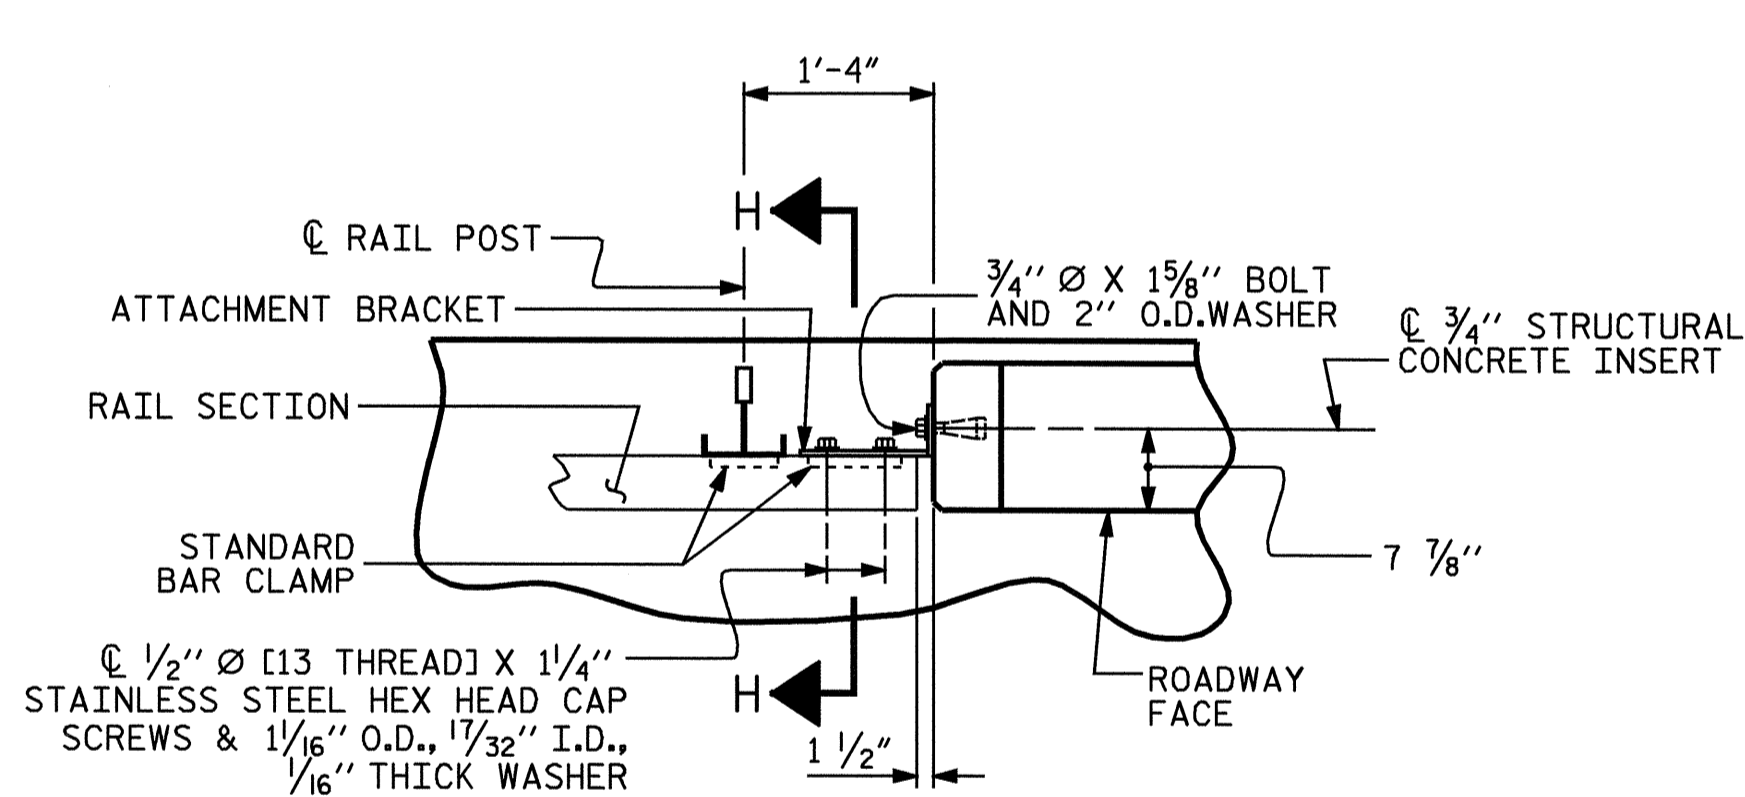 1'-4"
H
℄ RAIL POST
ATTACHMENT BRACKET
3/4" Ø X 1 5/8" BOLT
AND 2" O.D. WASHER
℄ 3/4" STRUCTURAL
CONCRETE INSERT
RAIL SECTION
STANDARD
BAR CLAMP
7 7/8"
℄ 1/2" Ø [13 THREAD] X 1 1/4"
STAINLESS STEEL HEX HEAD CAP
SCREWS & 1 1/16" O.D., 17/32" I.D.,
1/16" THICK WASHER
H
ROADWAY
FACE
1 1/2"